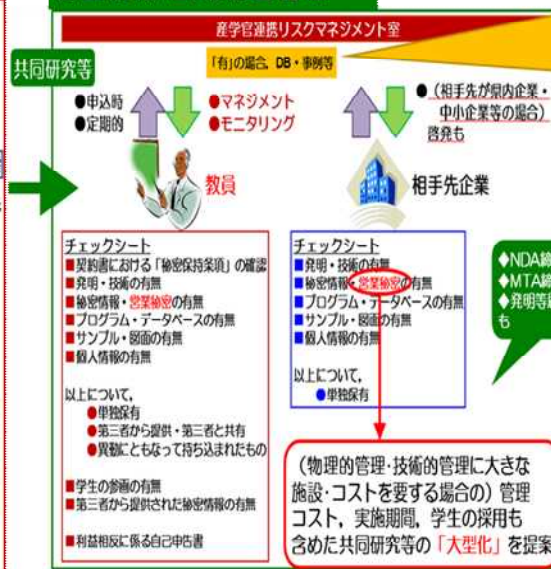 産学官連携リスクマネジメント室
共同研究等
「有」の場合，DB・事例等
●申込時
●定期的
●マネジメント
●モニタリング
●（相手先が県内企業・
中小企業等の場合）
啓発も
教員
相手先企業
チェックシート
■契約書における「秘密保持条項」の確認
■発明・技術の有無
■秘密情報・営業秘密の有無
■プログラム・データベースの有無
■サンプル・図面の有無
■個人情報の有無
以上について，
●単独保有
●第三者から提供・第三者と共有
●異動にともなって持ち込まれたもの
■学生の参画の有無
■第三者から提供された秘密情報の有無
■利益相反に係る自己申告書
チェックシート
■発明・技術の有無
■秘密情報・営業秘密の有無
■プログラム・データベースの有無
■サンプル・図面の有無
■個人情報の有無
以上について，
●単独保有
◆NDA締
◆MTA締
◆発明等
も
（物理的管理・技術的管理に大きな
施設・コストを要する場合の）管理
コスト，実施期間，学生の採用も
含めた共同研究等の「大型化」を提案